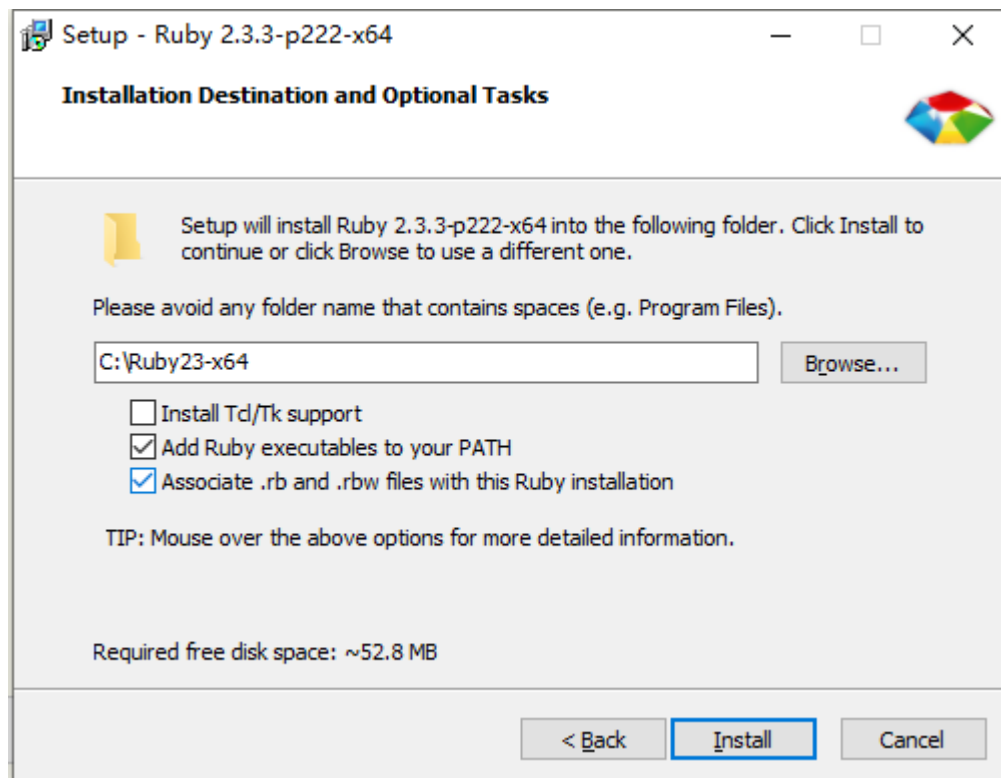 Setup - Ruby 2.3.3-p222-x64
Installation Destination and Optional Tasks
Setup will install Ruby 2.3.3-p222-x64 into the following folder. Click Install to
continue or click Browse to use a different one.
Please avoid any folder name that contains spaces (e.g. Program Files).
C:\Ruby23-x64
Browse...
Install Tcl/Tk support
Add Ruby executables to your PATH
Associate .rb and .rbw files with this Ruby installation
TIP: Mouse over the above options for more detailed information.
Required free disk space: ~52.8 MB
< Back Install Cancel